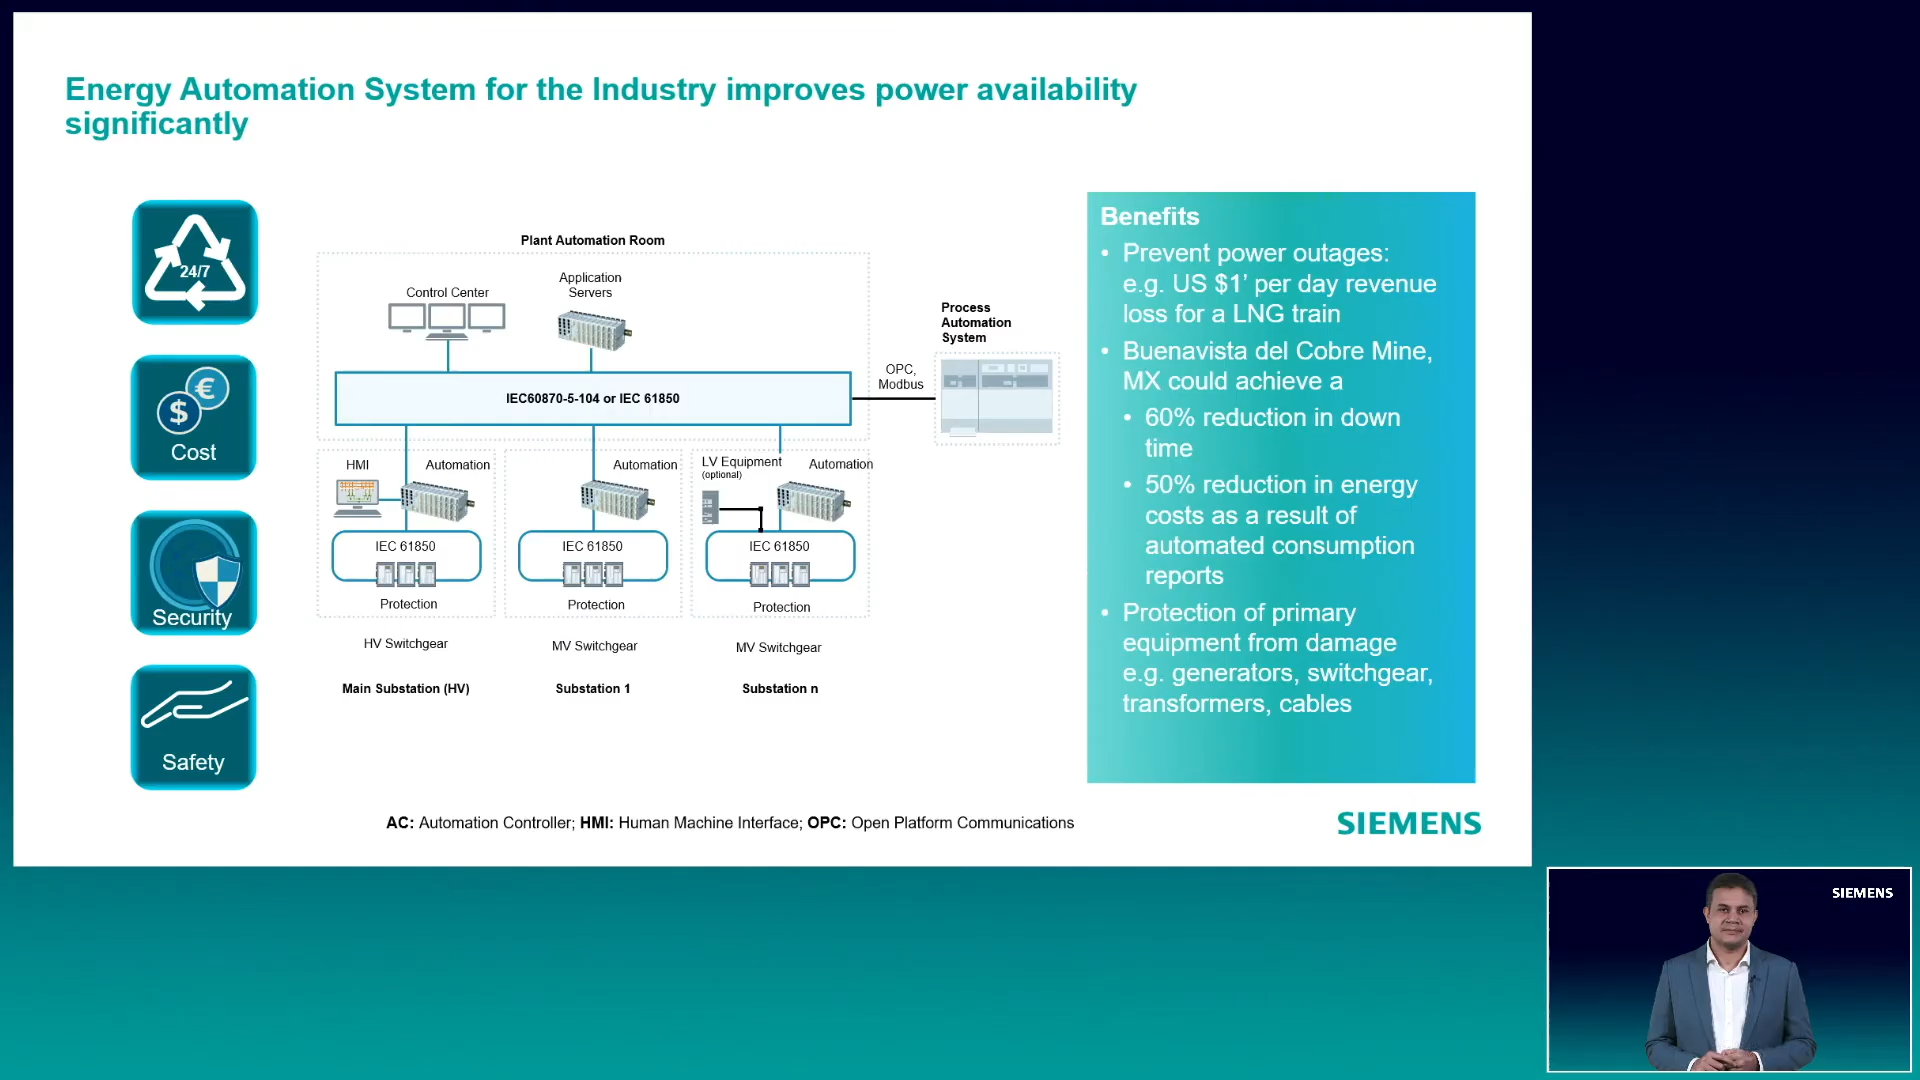 Energy Automation System for the Industry improves power availability
significantly
24/7
Cost
Security
Safety
Plant Automation Room
Control Center
Application
Servers
IEC60870-5-104 or IEC 61850
OPC,
Modbus
Process
Automation
System
HMI
Automation
IEC 61850
Protection
HV Switchgear
Main Substation (HV)
Automation
IEC 61850
Protection
MV Switchgear
Substation 1
LV Equipment
(optional)
Automation
IEC 61850
Protection
MV Switchgear
Substation n
Benefits
• Prevent power outages:
e.g. US $1’ per day revenue
loss for a LNG train
• Buenavista del Cobre Mine,
MX could achieve a
• 60% reduction in down
time
• 50% reduction in energy
costs as a result of
automated consumption
reports
• Protection of primary
equipment from damage
e.g. generators, switchgear,
transformers, cables
AC: Automation Controller; HMI: Human Machine Interface; OPC: Open Platform Communications
SIEMENS
SIEMENS